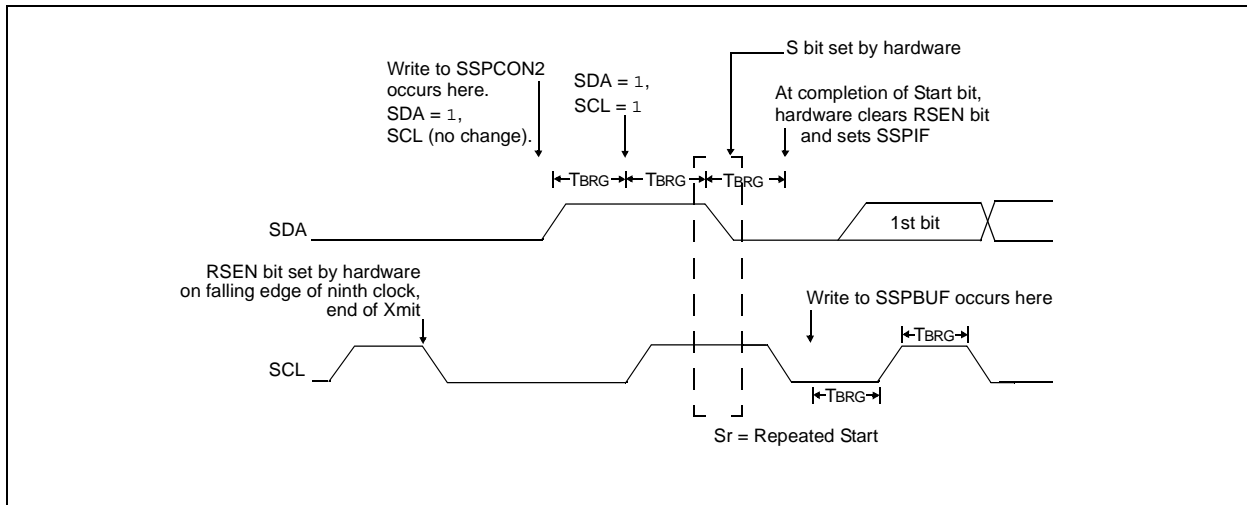 S bit set by hardware
Write to SSPCON2
occurs here.
SDA = 1,
SCL (no change).
SDA = 1,
SCL = 1
At completion of Start bit,
hardware clears RSEN bit
and sets SSPIF
TBRG TBRG TBRG
SDA
1st bit
RSEN bit set by hardware
on falling edge of ninth clock,
end of Xmit
Write to SSPBUF occurs here
TBRG
SCL
TBRG
Sr = Repeated Start